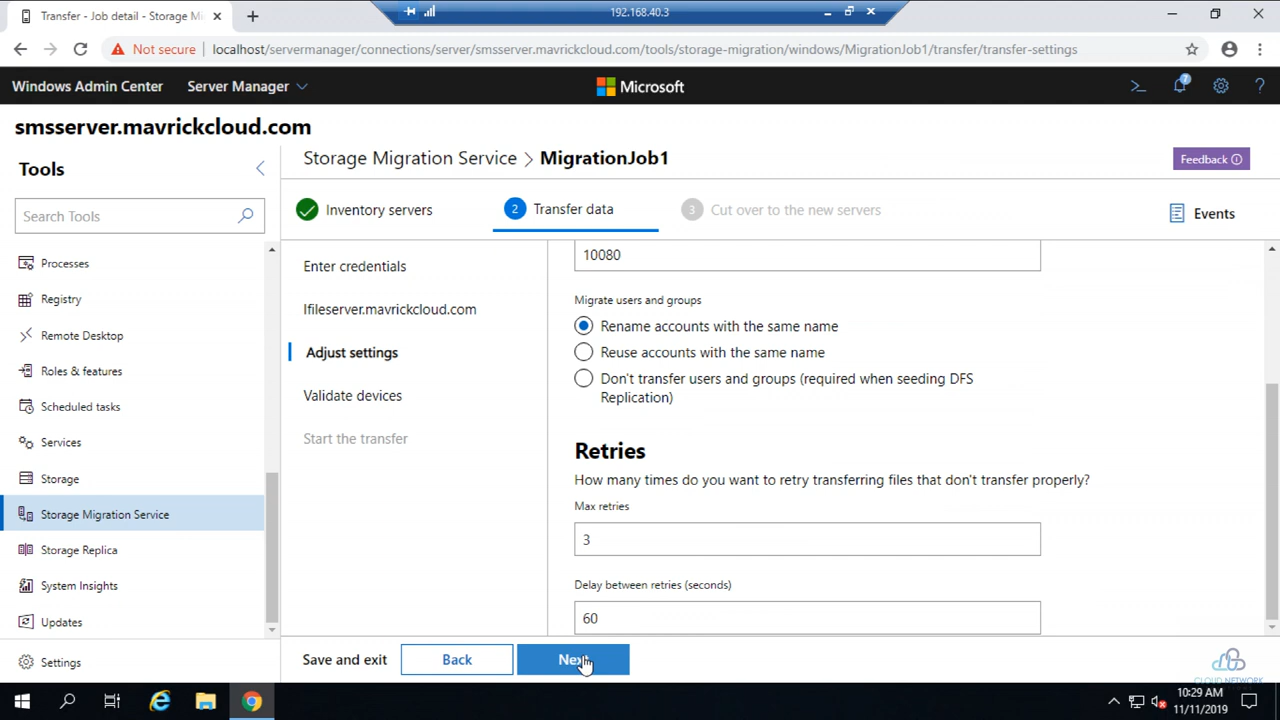 Transfer - Job detail - Storage Mi
192.168.40.3
Not secure
localhost/servermanager/connections/server/smsserver.mavrickcloud.com/tools/storage-migration/windows/MigrationJob1/transfer/transfer-settings
Windows Admin Center
Server Manager
Microsoft
7
smsserver.mavrickcloud.com
Tools
Storage Migration Service > MigrationJob1
Feedback
Search Tools
Inventory servers
2 Transfer data
3 Cut over to the new servers
Events
Processes
Registry
Remote Desktop
Roles & features
Scheduled tasks
Services
Storage
Storage Migration Service
Storage Replica
System Insights
Updates
Settings
Enter credentials
lfileserver.mavrickcloud.com
Adjust settings
Validate devices
Start the transfer
10080
Migrate users and groups
Rename accounts with the same name
Reuse accounts with the same name
Don't transfer users and groups (required when seeding DFS
Replication)
Retries
How many times do you want to retry transferring files that don't transfer properly?
Max retries
3
Delay between retries (seconds)
60
Save and exit
Back
Next
CLOUD NETWORK
10:29 AM
11/11/2019